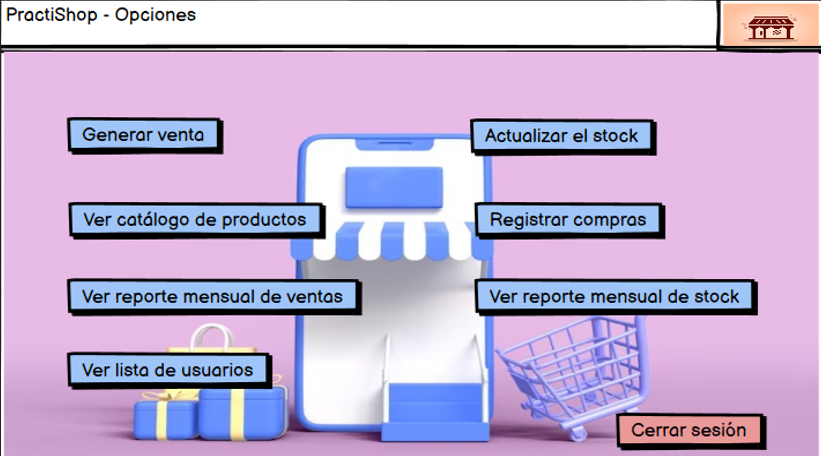 PractiShop - Opciones
Generar venta
Actualizar el stock
Ver catálogo de productos
Registrar compras
Ver reporte mensual de ventas
Ver reporte mensual de stock
Ver lista de usuarios
Cerrar sesión